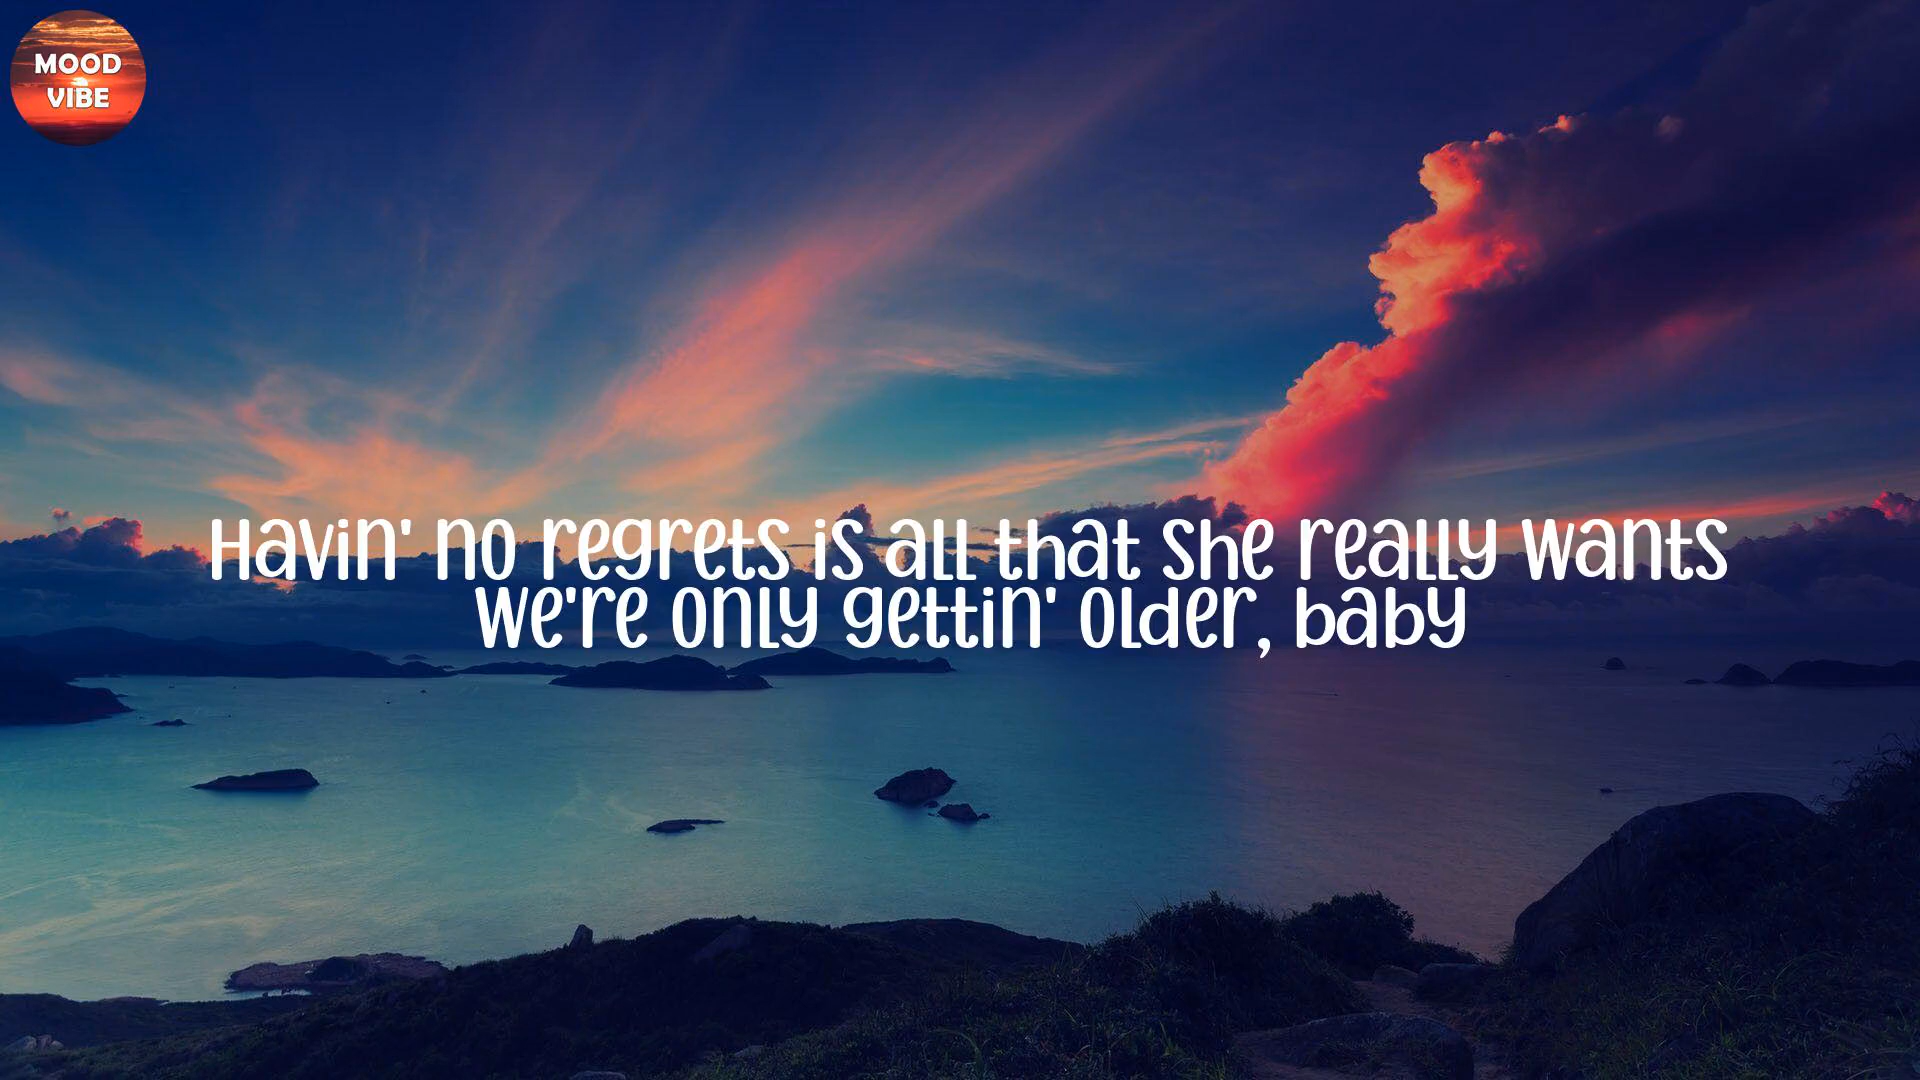 MOOD
VIBE
Havin' no regrets is all that she really wants
We're only gettin' older, baby